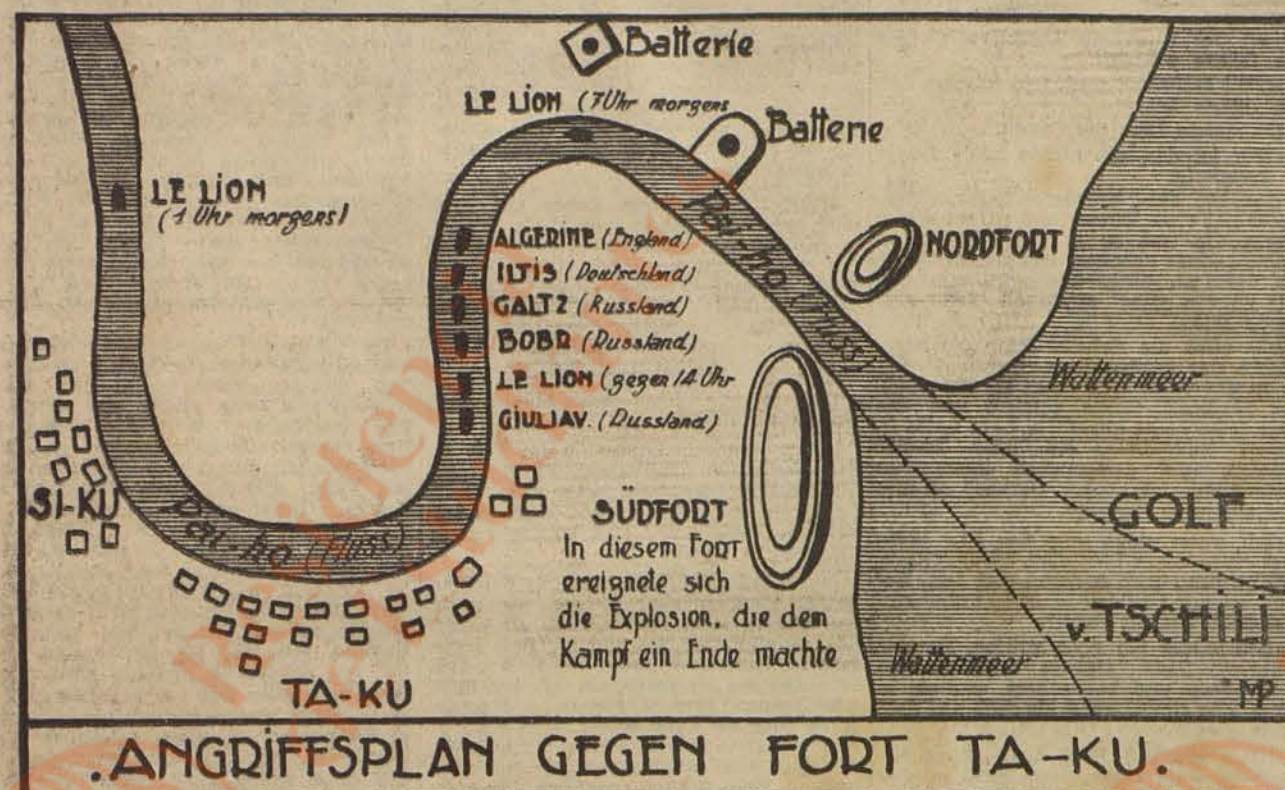 Batterie
LE LION (7 Uhr morgens
Batterie
LE LION
(1 Uhr morgens)
Pai-ho (Fluss)
ALGERINE (England)
NORDFORT
ILTIS (Deutschland)
GALTZ (Russland)
BOBR (Russland)
Wattenmeer
LE LION (gegen 14 Uhr
GIULJAV. (Russland)
SI-KU
Pai-ho (Fluss)
SÜDFORT
In diesem Fort
ereignete sich
die Explosion, die dem
Kampf ein Ende machte
GOLF
v. TSCHILI
Wattenmeer
MP
TA-KU
.ANGRIFFSPLAN GEGEN FORT TA-KU.